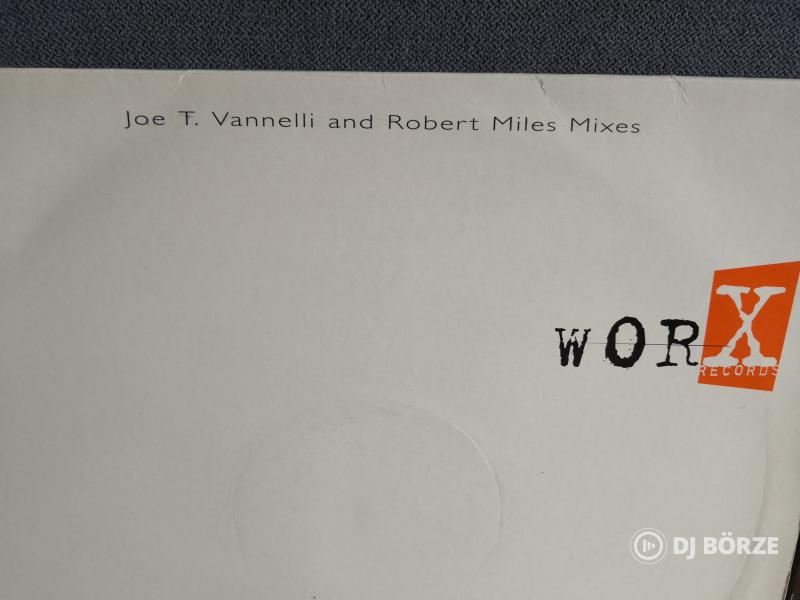 Joe T. Vannelli and Robert Miles Mixes
WORX
RECORDS
DJ BÖRZE